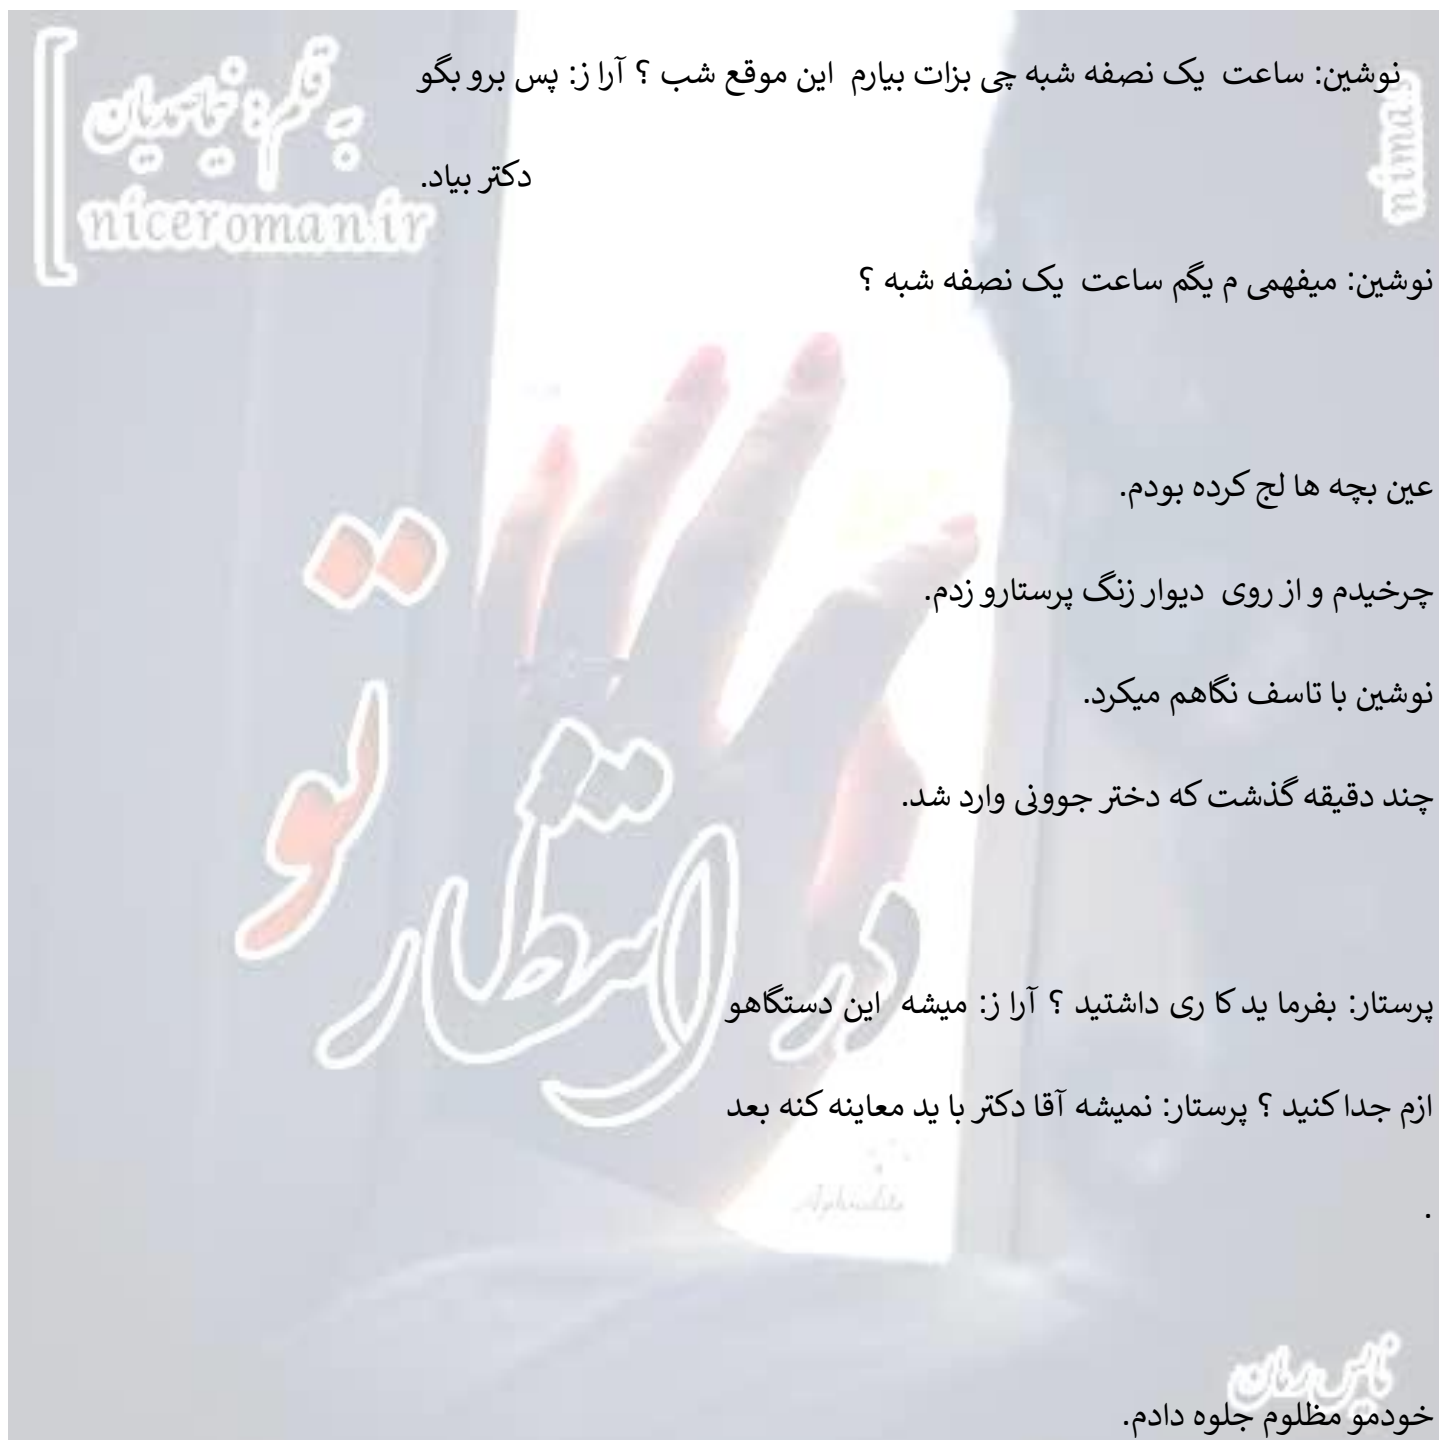 نوشین: ساعت یک نصفه شبه چی بزات بیارم این موقع شب ؟ آرا ز: پس برو بگو
دکتر بیاد.
نوشین: میفهمی م یگم ساعت یک نصفه شبه ؟
عین بچه ها لج کرده بودم.
چرخیدم و از روی دیوار زنگ پرستارو زدم.
نوشین با تاسف نگاهم میکرد.
چند دقیقه گذشت که دختر جوونی وارد شد.
پرستار: بفرما ید کا ری داشتید ؟ آرا ز: میشه این دستگاهو
ازم جدا کنید ؟ پرستار: نمیشه آقا دکتر با ید معاینه کنه بعد
.
خودمو مظلوم جلوه دادم.
niceroman.ir
nimas
در انتظار تو
Aphrodite
نایس رمان